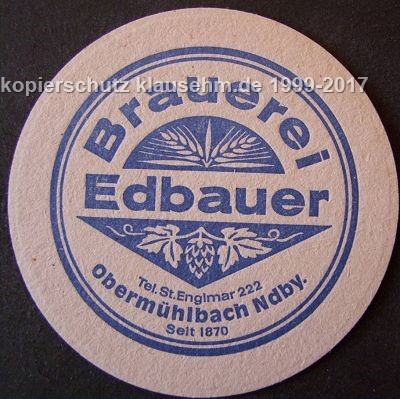 kopierschutz klausehm.de 1999-2017
Brauerei
Edbauer
Tel. St. Englmar 222
Obermühlbach Ndby.
Seit 1870